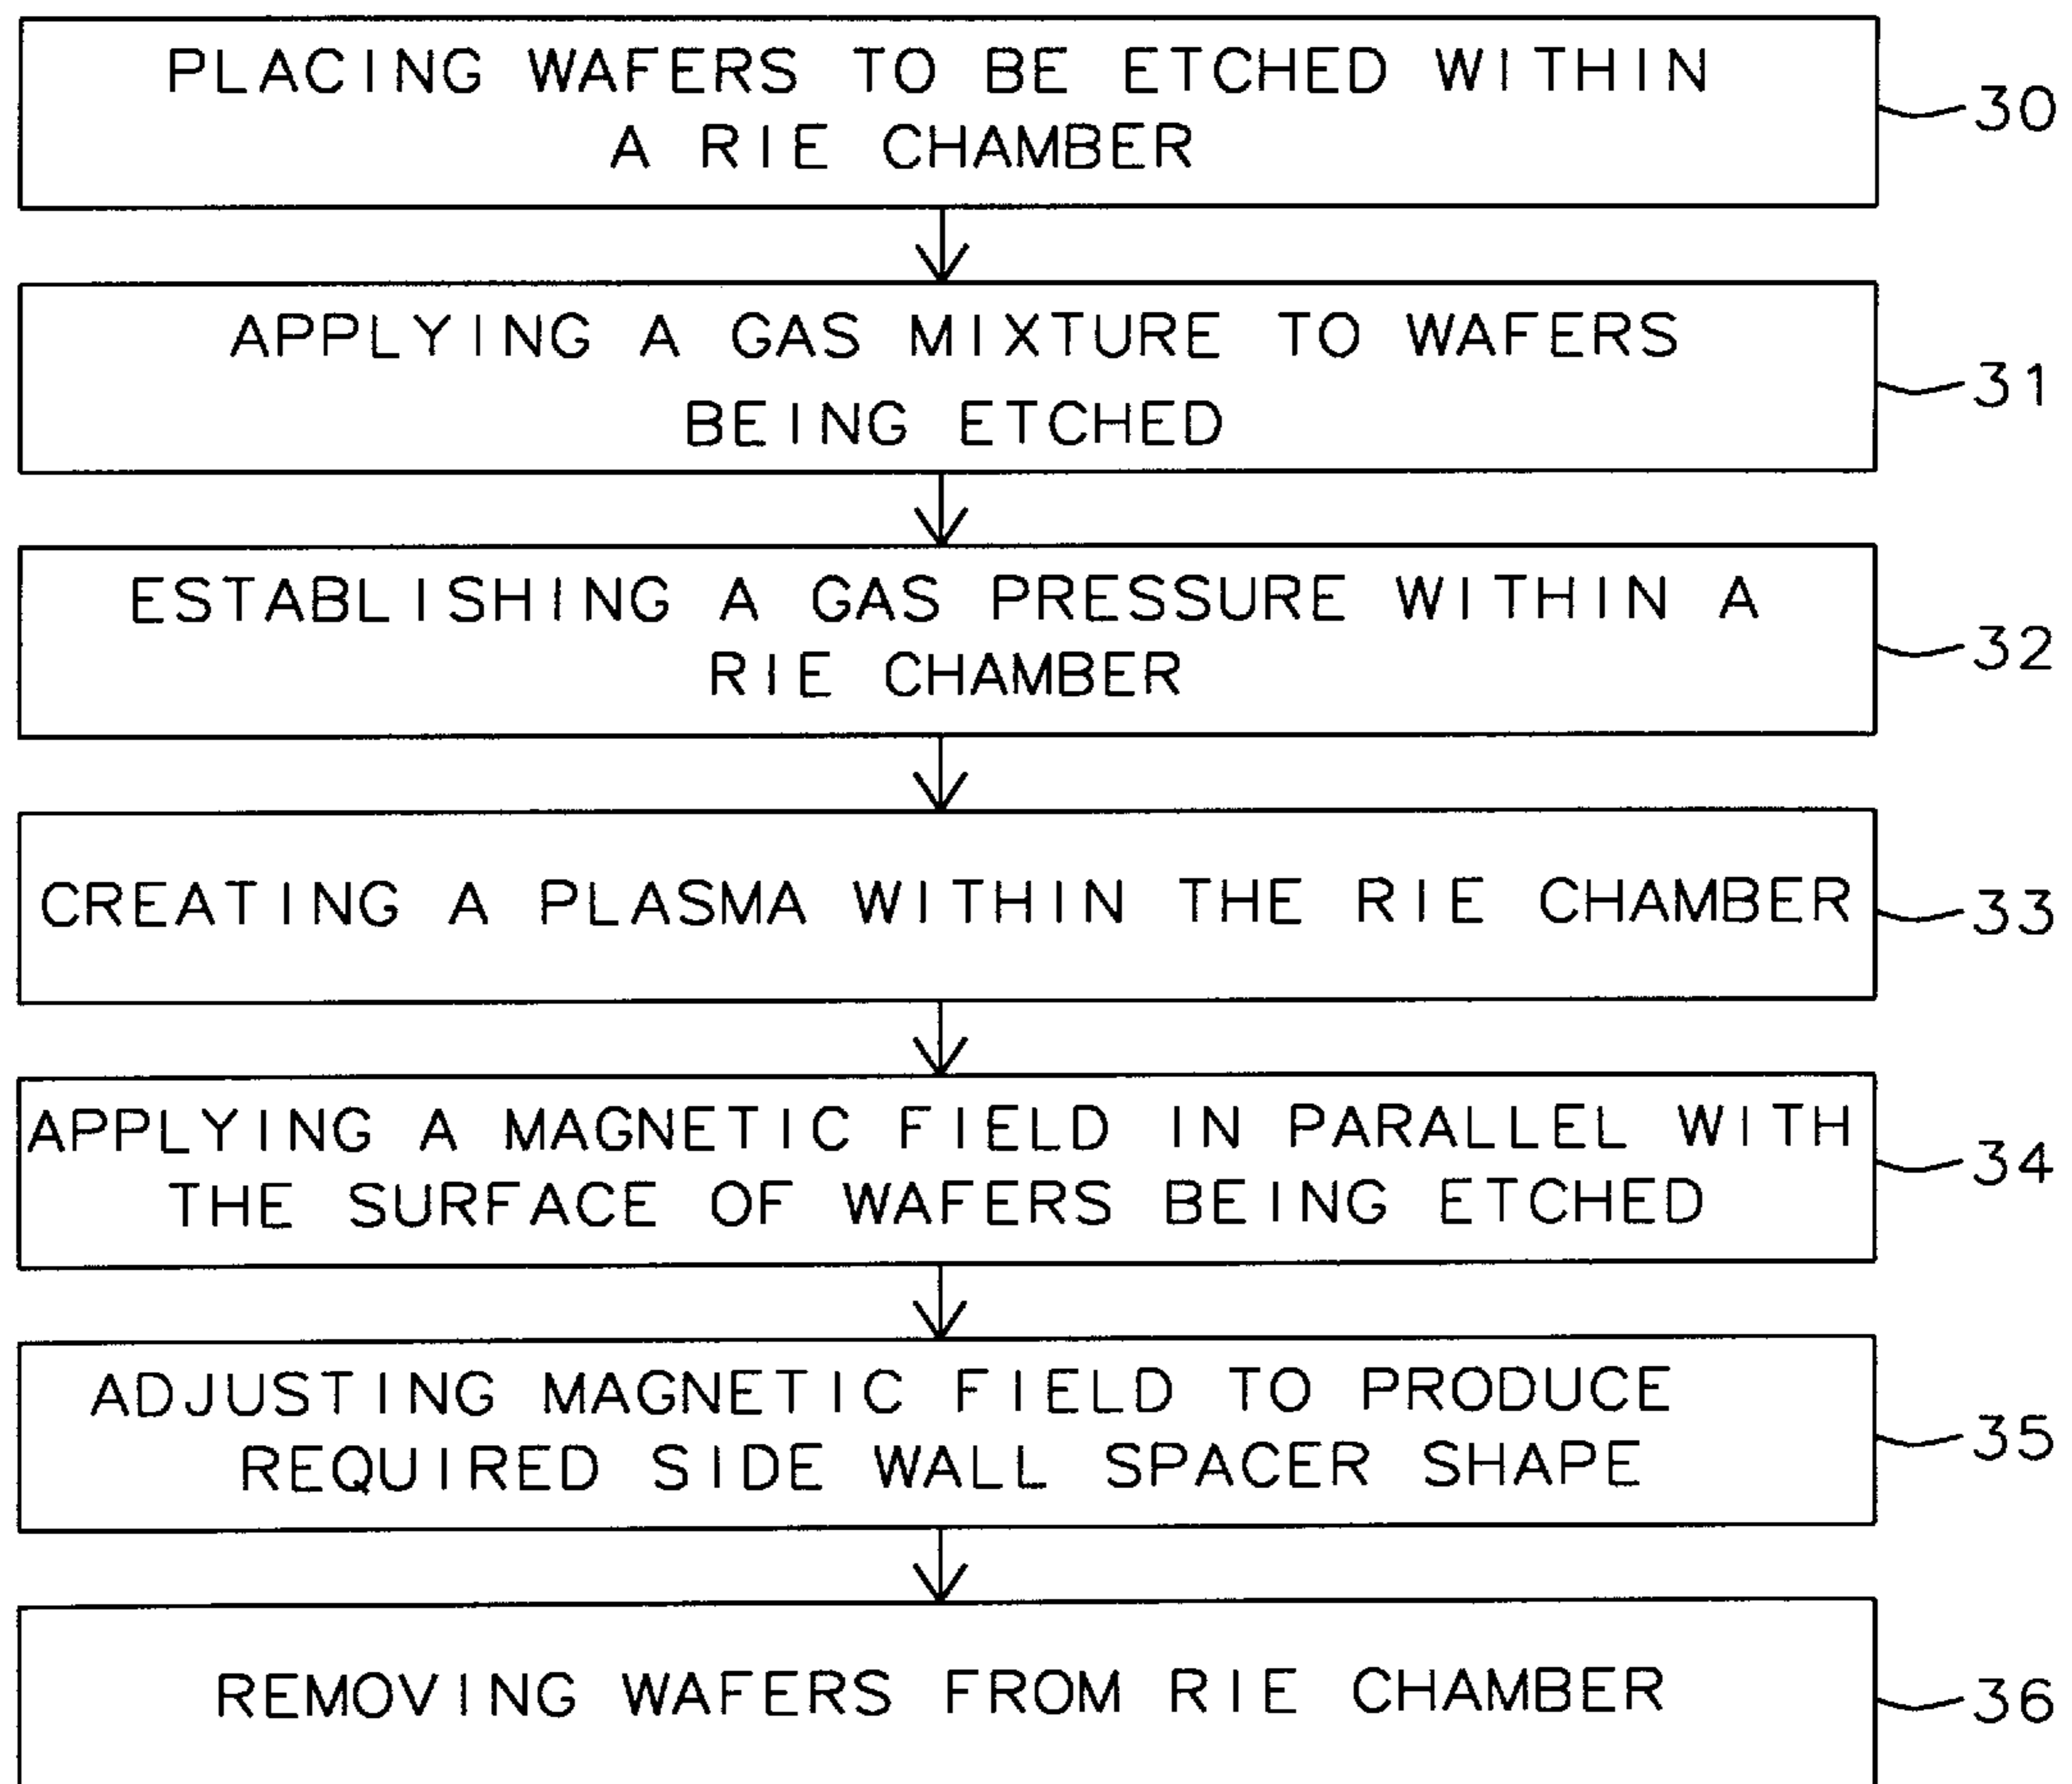 PLACING WAFERS TO BE ETCHED WITHIN
A RIE CHAMBER
30
APPLYING A GAS MIXTURE TO WAFERS
BEING ETCHED
31
ESTABLISHING A GAS PRESSURE WITHIN A
RIE CHAMBER
32
CREATING A PLASMA WITHIN THE RIE CHAMBER
33
APPLYING A MAGNETIC FIELD IN PARALLEL WITH
THE SURFACE OF WAFERS BEING ETCHED
34
ADJUSTING MAGNETIC FIELD TO PRODUCE
REQUIRED SIDE WALL SPACER SHAPE
35
REMOVING WAFERS FROM RIE CHAMBER
36